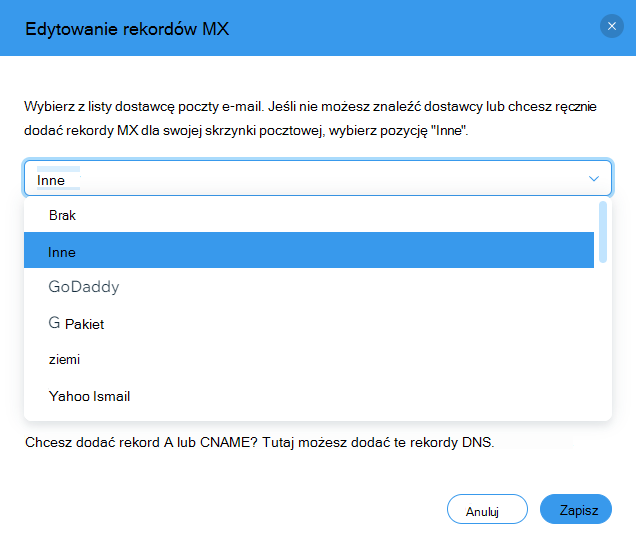 Edytowanie rekordów MX
Wybierz z listy dostawcę poczty e-mail. Jeśli nie możesz znaleźć dostawcy lub chcesz ręcznie
dodać rekordy MX dla swojej skrzynki pocztowej, wybierz pozycję "Inne".
Inne
Brak
Inne
GoDaddy
G Pakiet
ziemi
Yahoo Ismail
Chcesz dodać rekord A lub CNAME? Tutaj możesz dodać te rekordy DNS.
Anuluj
Zapisz